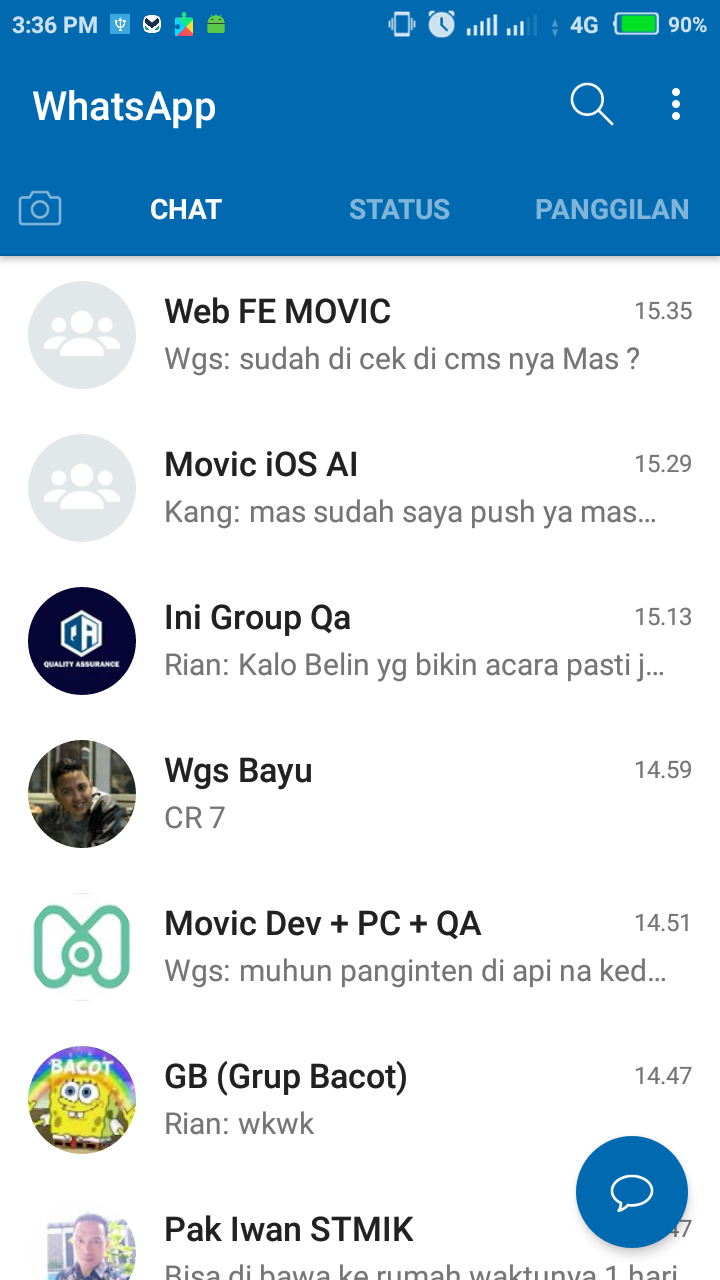 3:36 PM 4G 90%
WhatsApp
CHAT STATUS PANGGILAN
Web FE MOVIC 15.35
Wgs: sudah di cek di cms nya Mas ?
Movic iOS AI 15.29
Kang: mas sudah saya push ya mas...
Ini Group Qa 15.13
QA
QUALITY ASSURANCE
Rian: Kalo Belin yg bikin acara pasti j...
Wgs Bayu 14.59
CR 7
Movic Dev + PC + QA 14.51
Wgs: muhun panginten di api na ked...
BACOT
GB (Grup Bacot) 14.47
Rian: wkwk
Pak Iwan STMIK 47
Bisa di bawa ke rumah waktunya 1 hari